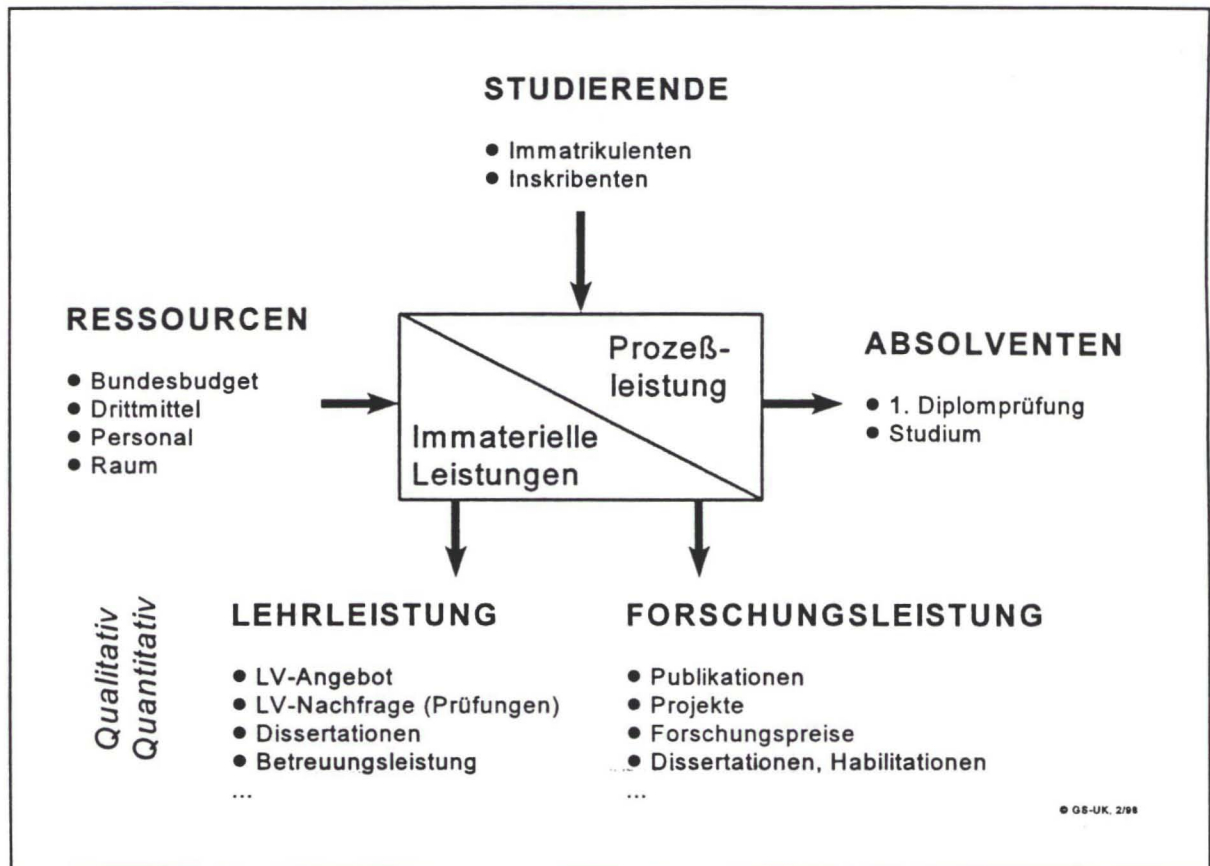 STUDIERENDE
● Immatrikulenten
● Inskribenten
RESSOURCEN
● Bundesbudget
● Drittmittel
● Personal
● Raum
Prozeß-
leistung
Immaterielle
Leistungen
ABSOLVENTEN
● 1. Diplomprüfung
● Studium
Qualitativ
Quantitativ
LEHRLEISTUNG
● LV-Angebot
● LV-Nachfrage (Prüfungen)
● Dissertationen
● Betreuungsleistung
...
FORSCHUNGSLEISTUNG
● Publikationen
● Projekte
● Forschungspreise
● Dissertationen, Habilitationen
...
© GS-UK, 2/98